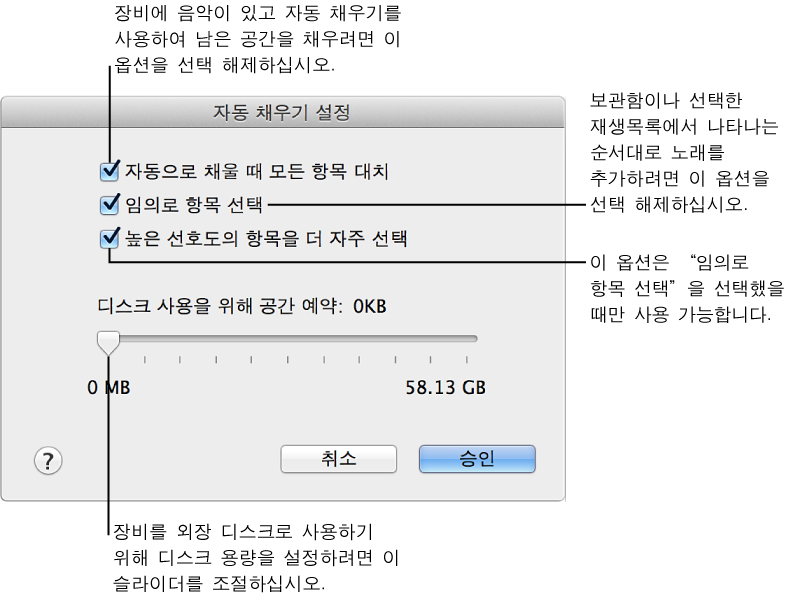 장비에 음악이 있고 자동 채우기를
사용하여 남은 공간을 채우려면 이
옵션을 선택 해제하십시오.
자동 채우기 설정
자동으로 채울 때 모든 항목 대치
임의로 항목 선택
높은 선호도의 항목을 더 자주 선택
보관함이나 선택한
재생목록에서 나타나는
순서대로 노래를
추가하려면 이 옵션을
선택 해제하십시오.
이 옵션은 “임의로
항목 선택”을 선택했을
때만 사용 가능합니다.
디스크 사용을 위해 공간 예약: 0KB
0 MB 58.13 GB
? 취소 승인
장비를 외장 디스크로 사용하기
위해 디스크 용량을 설정하려면 이
슬라이더를 조절하십시오.